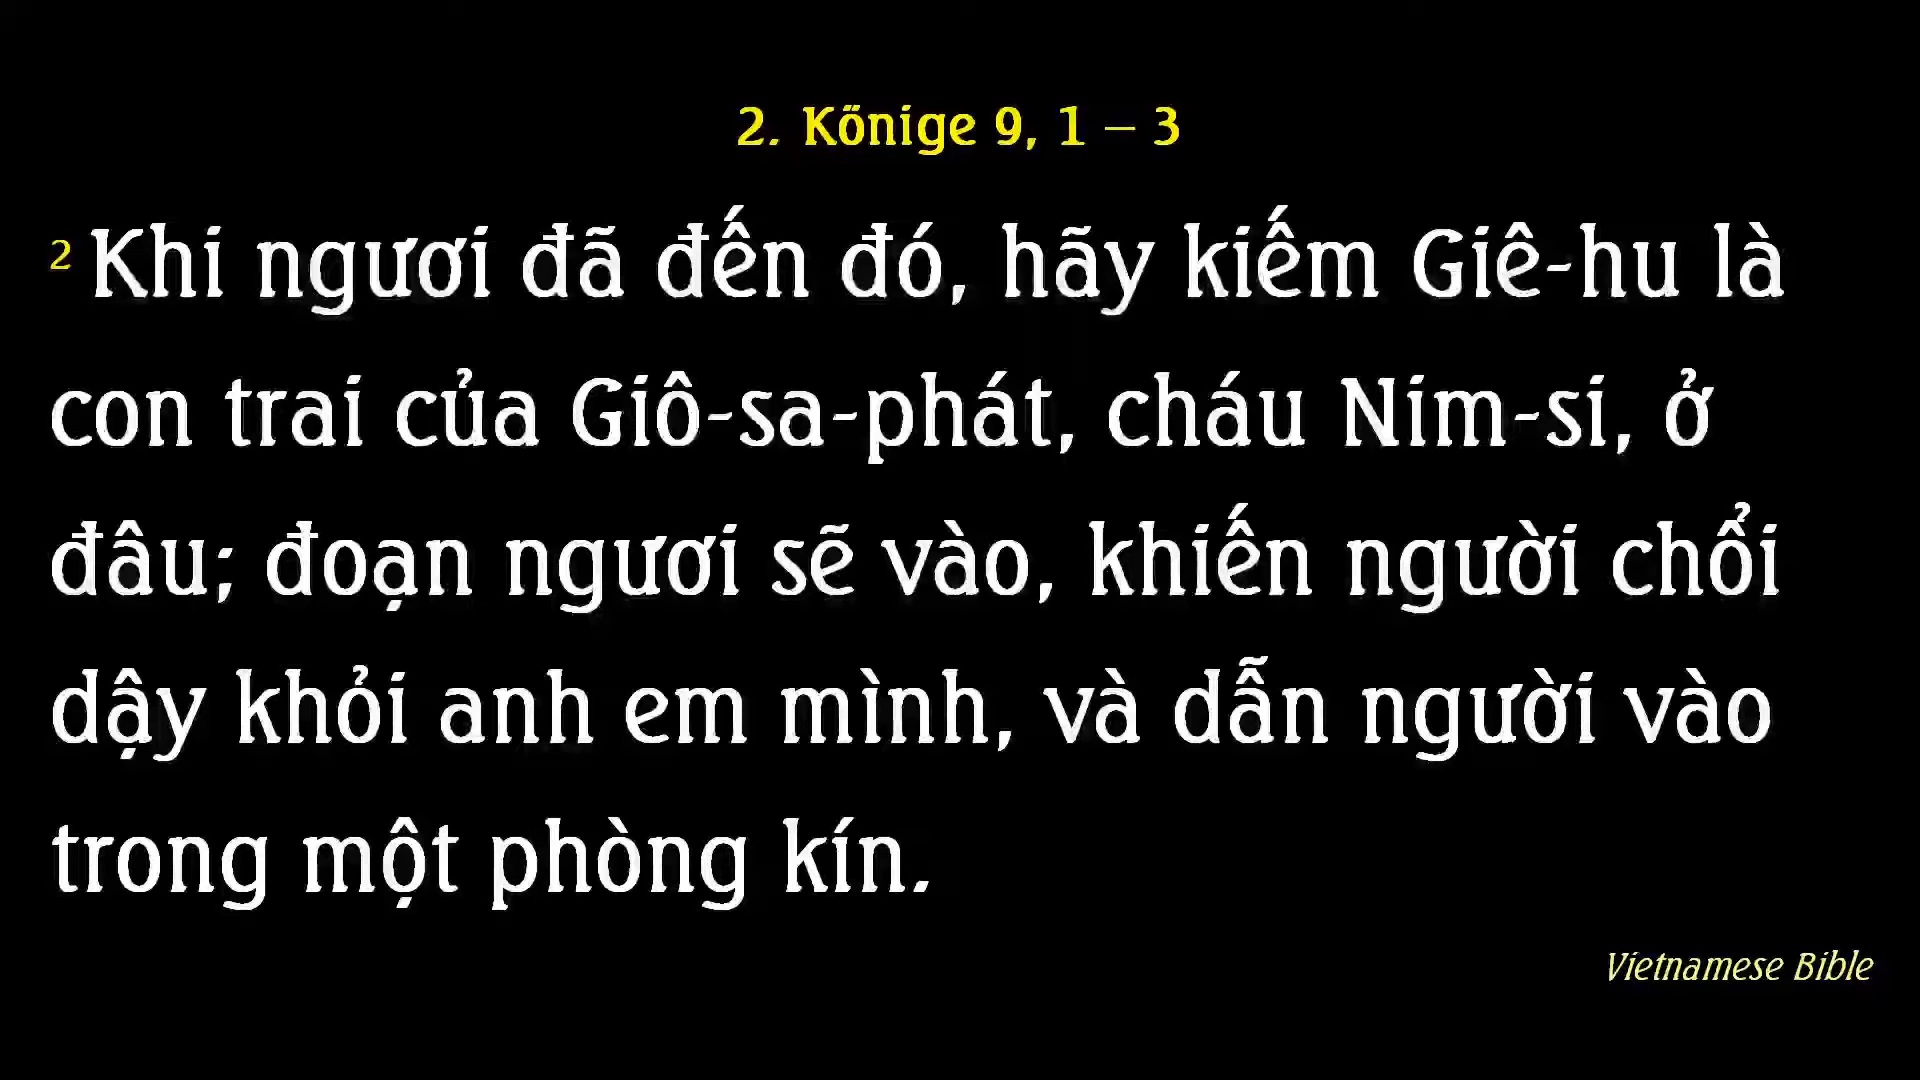 2. Könige 9, 1 – 3
2 Khi ngươi đã đến đó, hãy kiếm Giê-hu là
con trai của Giô-sa-phát, cháu Nim-si, ở
đâu; đoạn ngươi sẽ vào, khiến người chổi
dậy khỏi anh em mình, và dẫn người vào
trong một phòng kín.
Vietnamese Bible